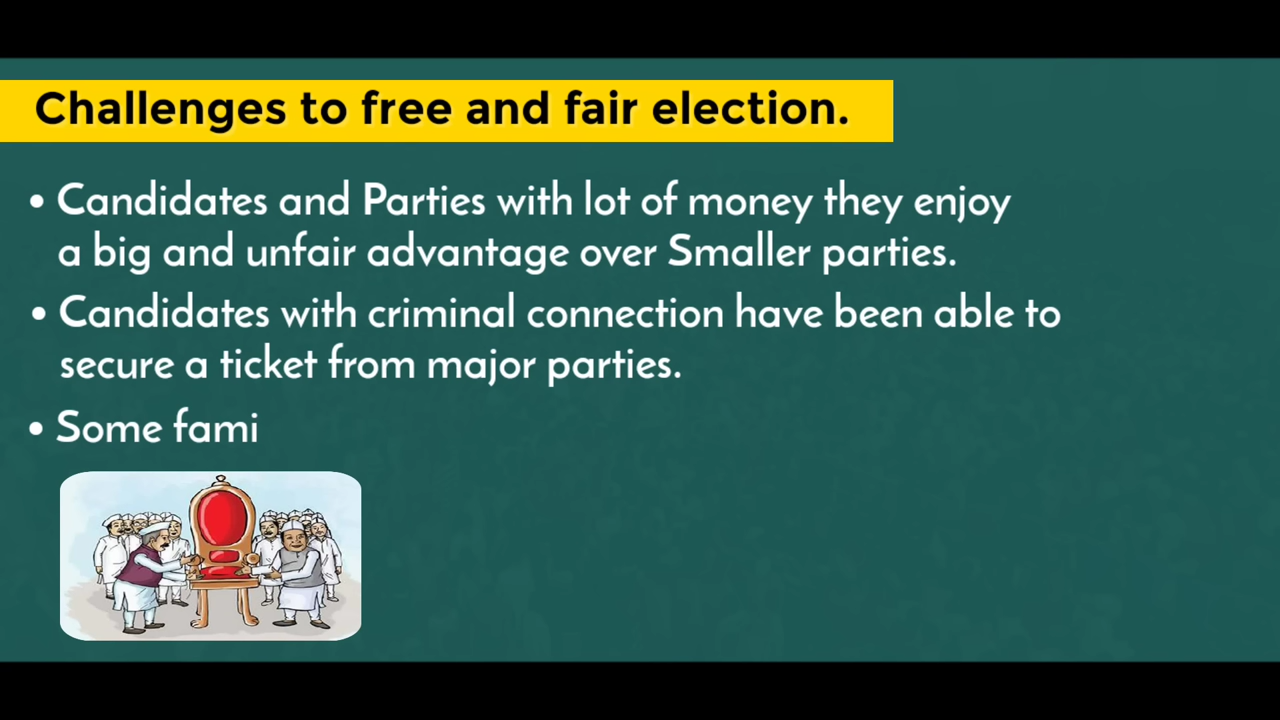 Challenges to free and fair election.
• Candidates and Parties with lot of money they enjoy
a big and unfair advantage over Smaller parties.
• Candidates with criminal connection have been able to
secure a ticket from major parties.
• Some fami